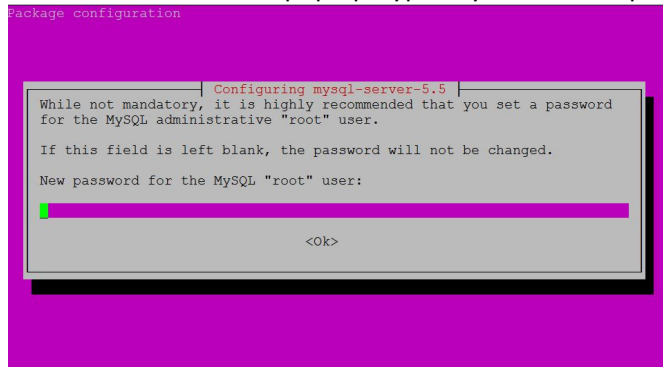 Package configuration
Configuring mysql-server-5.5
While not mandatory, it is highly recommended that you set a password
for the MySQL administrative "root" user.
If this field is left blank, the password will not be changed.
New password for the MySQL "root" user:
<Ok>